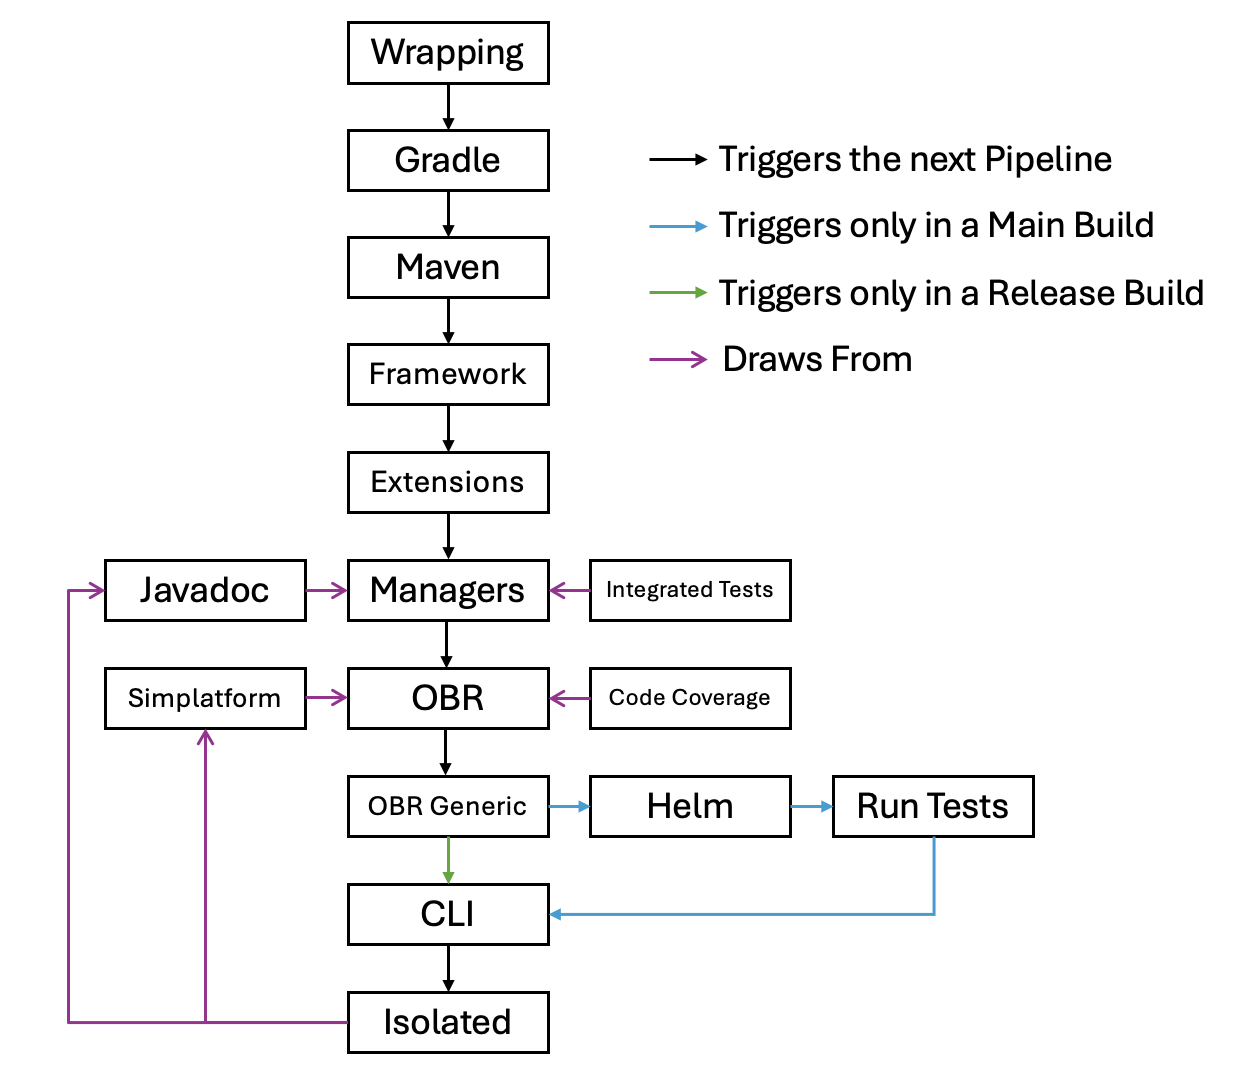 Wrapping
Gradle
Maven
Framework
Extensions
Triggers the next Pipeline
Triggers only in a Main Build
Triggers only in a Release Build
Draws From
Javadoc
Managers
Integrated Tests
Simplatform
OBR
Code Coverage
OBR Generic
Helm
Run Tests
CLI
Isolated